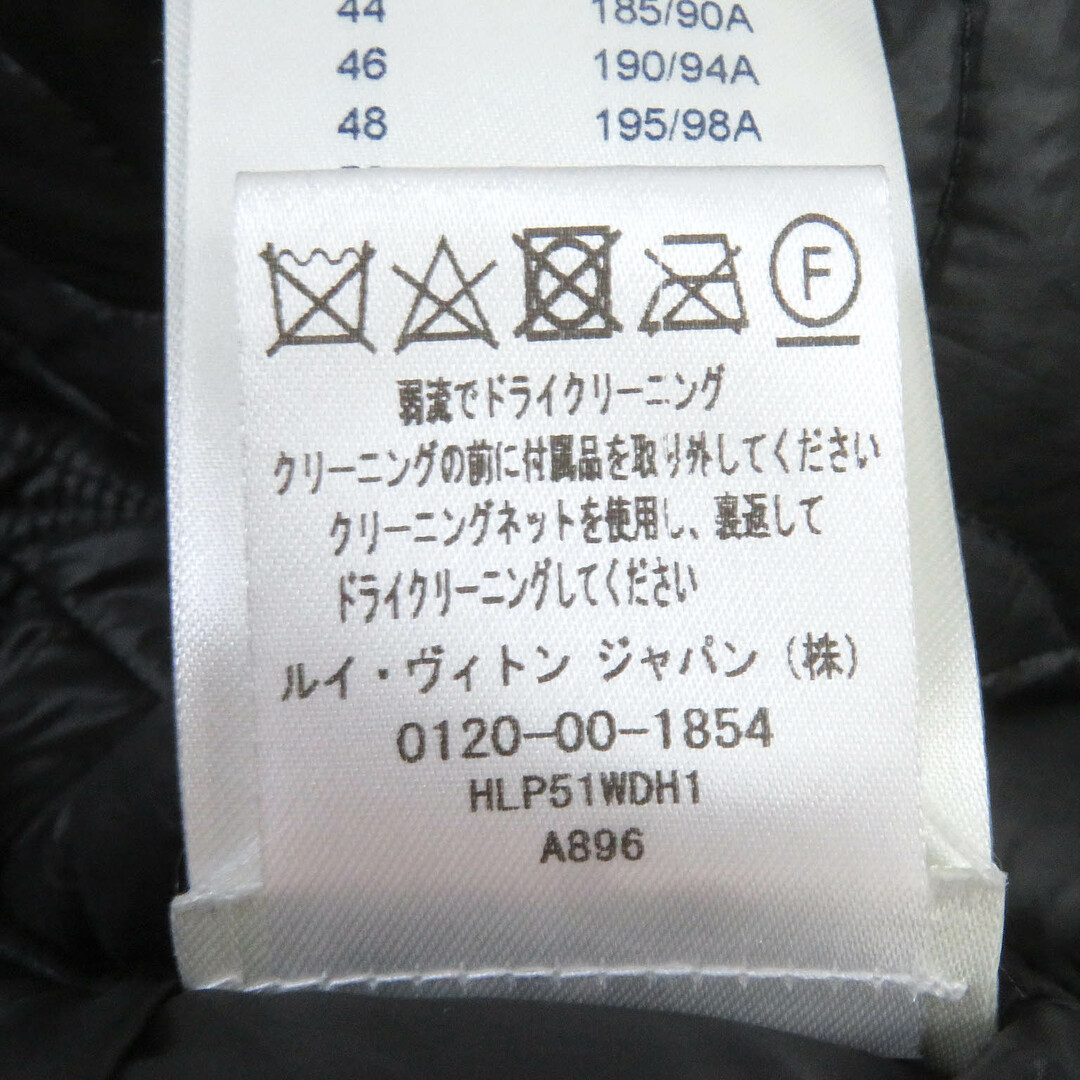 44 185/90A
46 190/94A
48 195/98A
F
弱流でドライクリーニング
クリーニングの前に付属品を取り外してください
クリーニングネットを使用し、裏返して
ドライクリーニングしてください
ルイ・ヴィトン ジャパン (株)
0120-00-1854
HLP51WDH1
A896